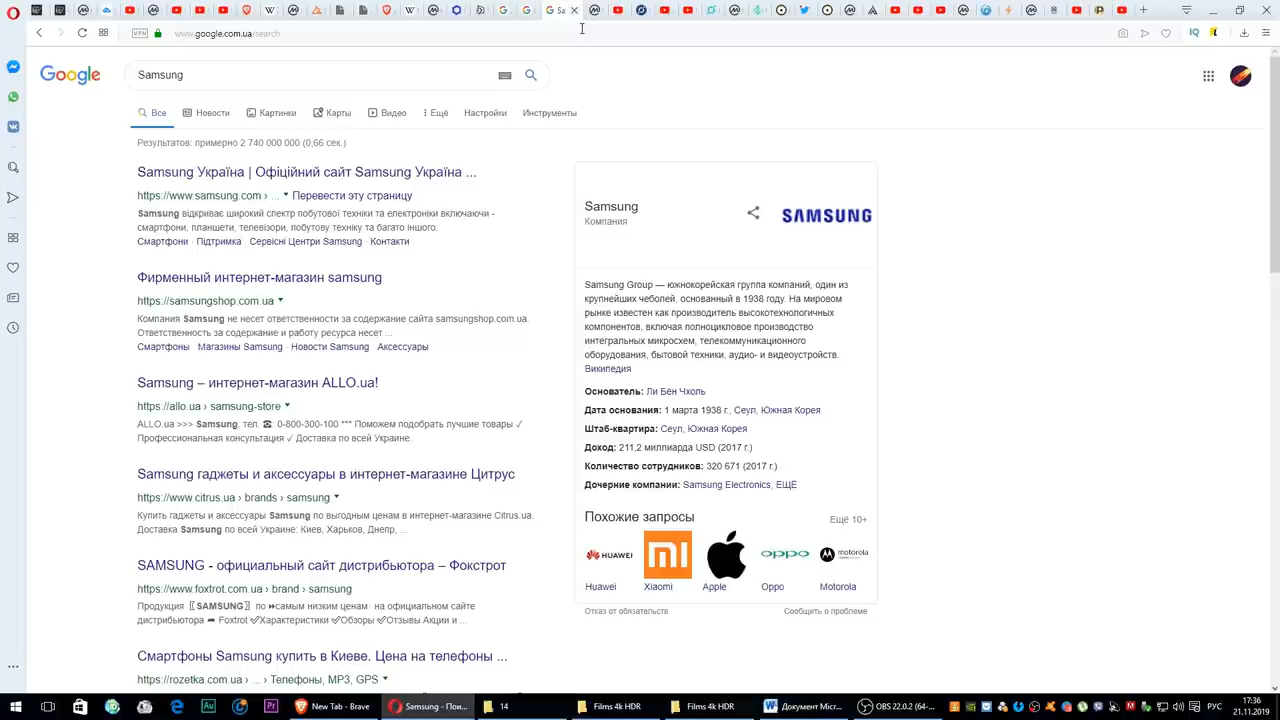 G Sa
VPN
www.google.com.ua/search
IQ
Google
Samsung
Все
Новости
Картинки
Карты
Видео
Ещё
Настройки
Инструменты
Результатов: примерно 2 740 000 000 (0,66 сек.)
Samsung Україна | Офіційний сайт Samsung Україна ...
https://www.samsung.com › ... ▼ Перевести эту страницу
Samsung відкриває широкий спектр побутової техніки та електроніки включаючи -
смартфони, планшети, телевізори, побутову техніку та багато іншого.
Смартфони · Підтримка · Сервісні Центри Samsung · Контакти
Фирменный интернет-магазин samsung
https://samsungshop.com.ua ▼
Компания Samsung не несет ответственности за содержание сайта samsungshop.com.ua.
Ответственность за содержание и работу ресурса несет ...
Смартфоны · Магазины Samsung · Новости Samsung · Аксессуары
Samsung – интернет-магазин ALLO.ua!
https://allo.ua › samsung-store ▼
ALLO.ua >>> Samsung, тел. ☎: 0-800-300-100 *** Поможем подобрать лучшие товары ✓
Профессиональная консультация ✓ Доставка по всей Украине.
Samsung гаджеты и аксессуары в интернет-магазине Цитрус
https://www.citrus.ua › brands › samsung ▼
Купить гаджеты и аксессуары Samsung по выгодным ценам в интернет-магазине Citrus.ua.
Доставка Samsung по всей Украине: Киев, Харьков, Днепр, ...
SAMSUNG - официальный сайт дистрибьютора – Фокстрот
https://www.foxtrot.com.ua › brand › samsung
Продукция 〖SAMSUNG〗 по ⏩самым низким ценам на официальном сайте
дистрибьютора ➦ Foxtrot ✅Характеристики ✅Обзоры ✅Отзывы Акции и ...
Смартфоны Samsung купить в Киеве. Цена на телефоны ...
https://rozetka.com.ua › ... › Телефоны, MP3, GPS ▼
Samsung
Компания
SAMSUNG
Samsung Group — южнокорейская группа компаний, один из
крупнейших чеболей, основанный в 1938 году. На мировом
рынке известен как производитель высокотехнологичных
компонентов, включая полноцикловое производство
интегральных микросхем, телекоммуникационного
оборудования, бытовой техники, аудио- и видеоустройств.
Википедия
Основатель: Ли Бён Чхоль
Дата основания: 1 марта 1938 г., Сеул, Южная Корея
Штаб-квартира: Сеул, Южная Корея
Доход: 211,2 миллиарда USD (2017 г.)
Количество сотрудников: 320 671 (2017 г.)
Дочерние компании: Samsung Electronics, ЕЩЁ
Похожие запросы
Ещё 10+
HUAWEI
mi
oppo
motorola
Huawei
Xiaomi
Apple
Oppo
Motorola
Отказ от обязательств
Сообщить о проблеме
Au
Pr
New Tab - Brave
Samsung - Пои...
14
Films 4k HDR
Films 4k HDR
Документ Micr...
OBS 22.0.2 (64-...
РУС
17:36
21.11.2019